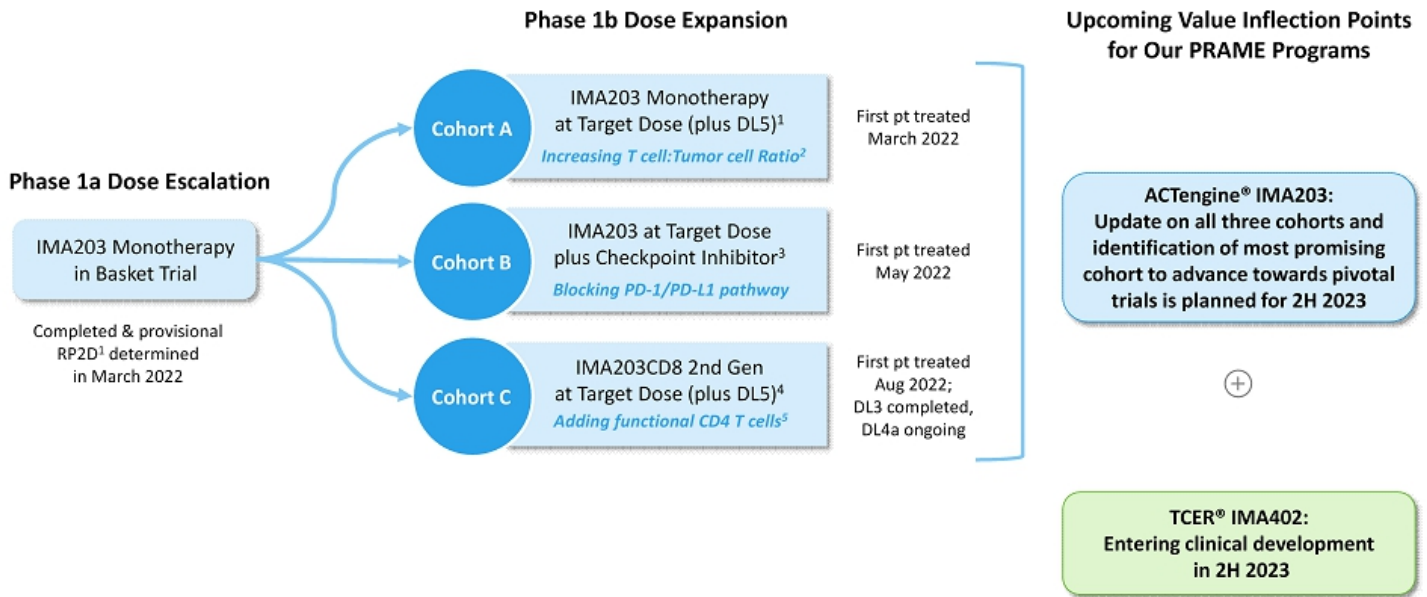 Phase 1b Dose Expansion
Upcoming Value Inflection Points
for Our PRAME Programs
Phase 1a Dose Escalation
IMA203 Monotherapy
in Basket Trial
Completed & provisional
RP2D¹ determined
in March 2022
Cohort A
IMA203 Monotherapy
at Target Dose (plus DL5)¹
Increasing T cell:Tumor cell Ratio²
First pt treated
March 2022
Cohort B
IMA203 at Target Dose
plus Checkpoint Inhibitor³
Blocking PD-1/PD-L1 pathway
First pt treated
May 2022
Cohort C
IMA203CD8 2nd Gen
at Target Dose (plus DL5)⁴
Adding functional CD4 T cells⁵
First pt treated
Aug 2022;
DL3 completed,
DL4a ongoing
ACTengine® IMA203:
Update on all three cohorts and
identification of most promising
cohort to advance towards pivotal
trials is planned for 2H 2023
+
TCER® IMA402:
Entering clinical development
in 2H 2023